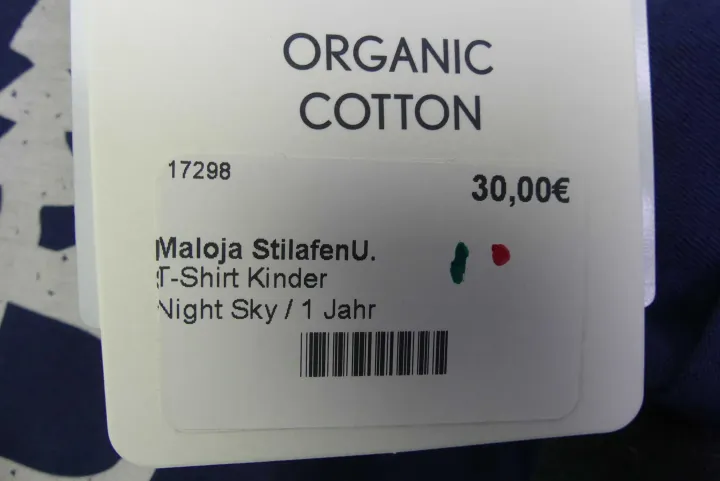 ORGANIC
COTTON
17298
30,00€
Maloja StilafenU.
T-Shirt Kinder
Night Sky / 1 Jahr